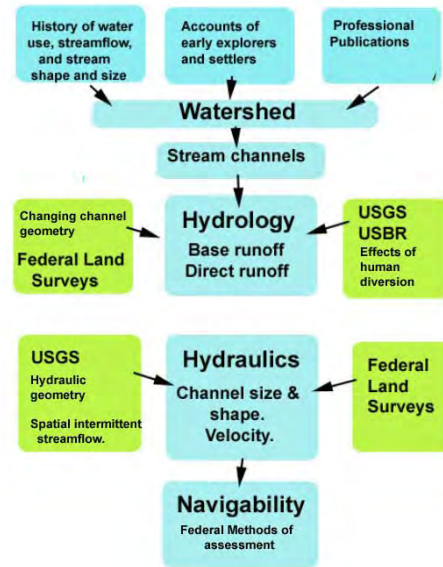 History of water
use, streamflow,
and stream
shape and size
Accounts of
early explorers
and settlers
Professional
Publications
Watershed
Stream channels
Changing channel
geometry
Federal Land
Surveys
Hydrology
Base runoff
Direct runoff
USGS
USBR
Effects of
human
diversion
USGS
Hydraulic
geometry
Spatial intermittent
streamflow.
Hydraulics
Channel size &
shape.
Velocity.
Federal
Land
Surveys
Navigability
Federal Methods of
assessment